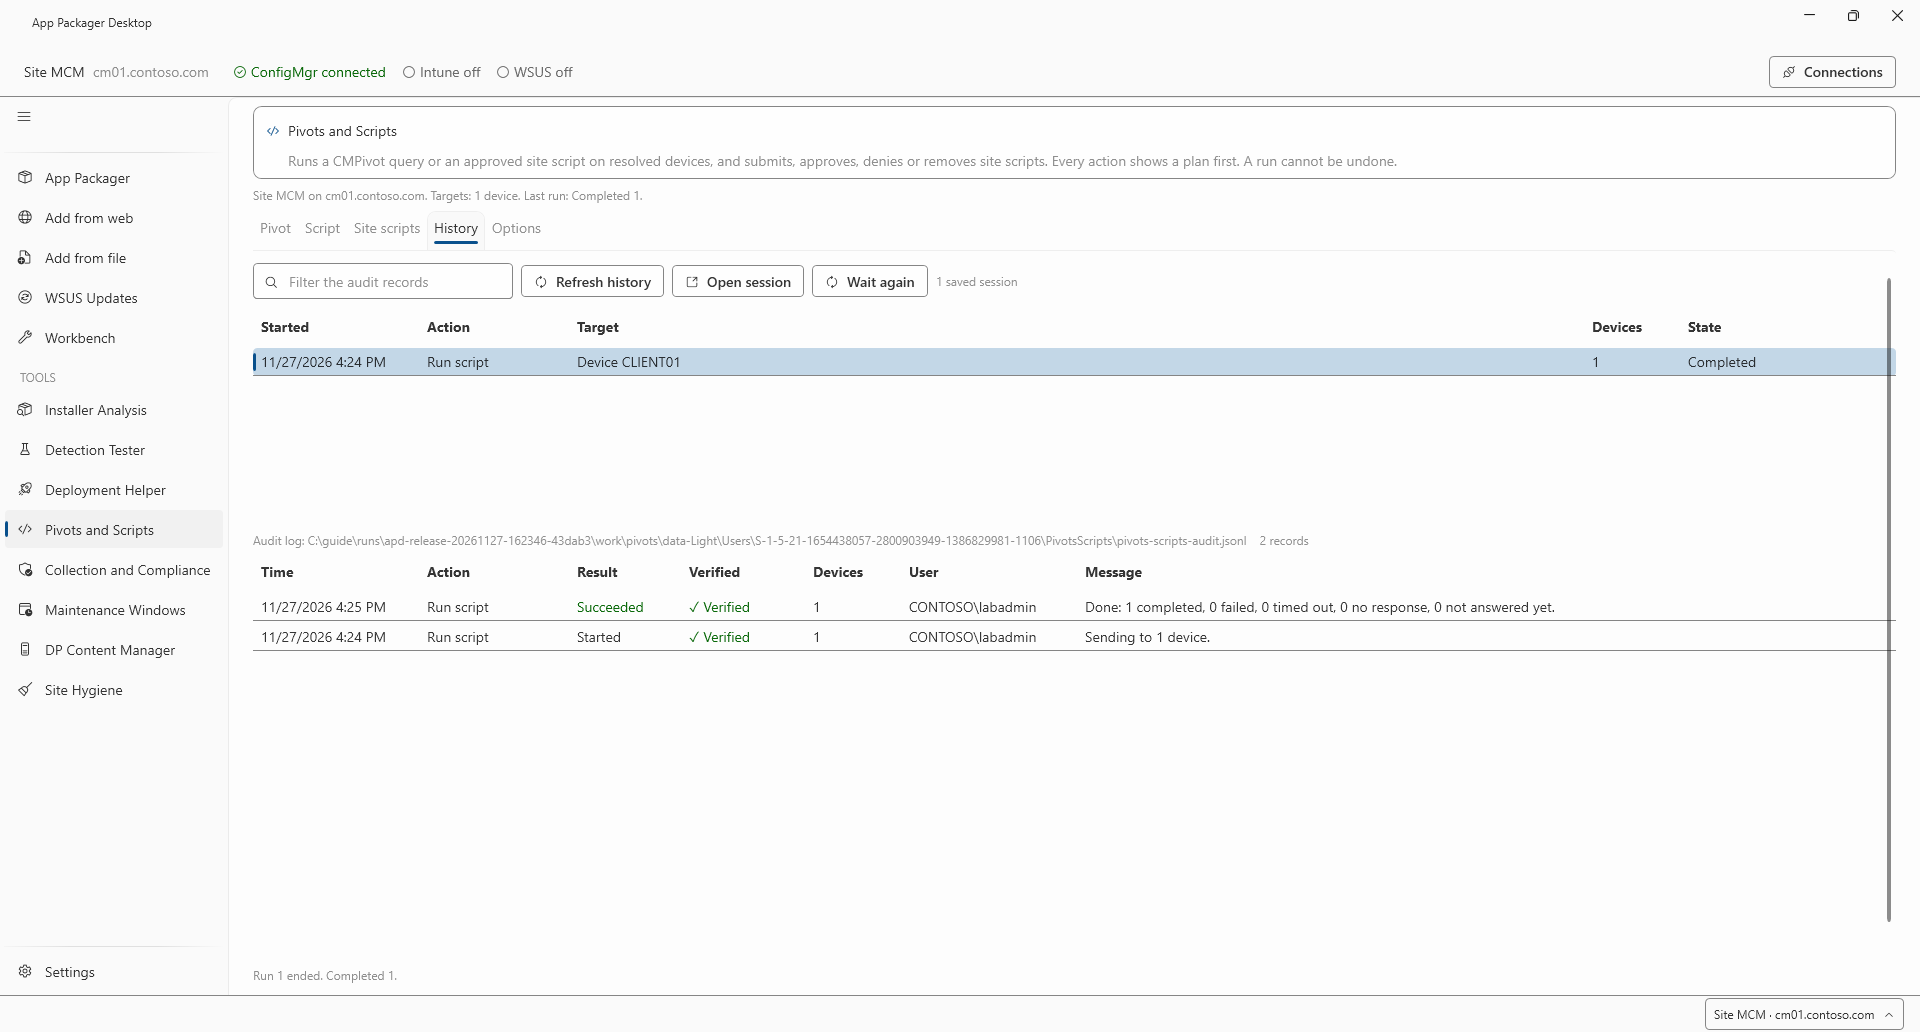 App Packager Desktop
Site MCM cm01.contoso.com ConfigMgr connected Intune off WSUS off Connections
Pivots and Scripts
Runs a CMPivot query or an approved site script on resolved devices, and submits, approves, denies or removes site scripts. Every action shows a plan first. A run cannot be undone.
App Packager
Add from web
Add from file
WSUS Updates
Workbench
TOOLS
Installer Analysis
Detection Tester
Deployment Helper
Pivots and Scripts
Collection and Compliance
Maintenance Windows
DP Content Manager
Site Hygiene
Settings
Site MCM on cm01.contoso.com. Targets: 1 device. Last run: Completed 1.
Pivot Script Site scripts History Options
Filter the audit records Refresh history Open session Wait again 1 saved session
Started Action Target Devices State
11/27/2026 4:24 PM Run script Device CLIENT01 1 Completed
Audit log: C:\guide\runs\apd-release-20261127-162346-43dab3\work\pivots\data-Light\Users\S-1-5-21-1654438057-2800903949-1386829981-1106\PivotsScripts\pivots-scripts-audit.jsonl 2 records
Time Action Result Verified Devices User Message
11/27/2026 4:25 PM Run script Succeeded ✓ Verified 1 CONTOSO\labadmin Done: 1 completed, 0 failed, 0 timed out, 0 no response, 0 not answered yet.
11/27/2026 4:24 PM Run script Started ✓ Verified 1 CONTOSO\labadmin Sending to 1 device.
Run 1 ended. Completed 1.
Site MCM · cm01.contoso.com